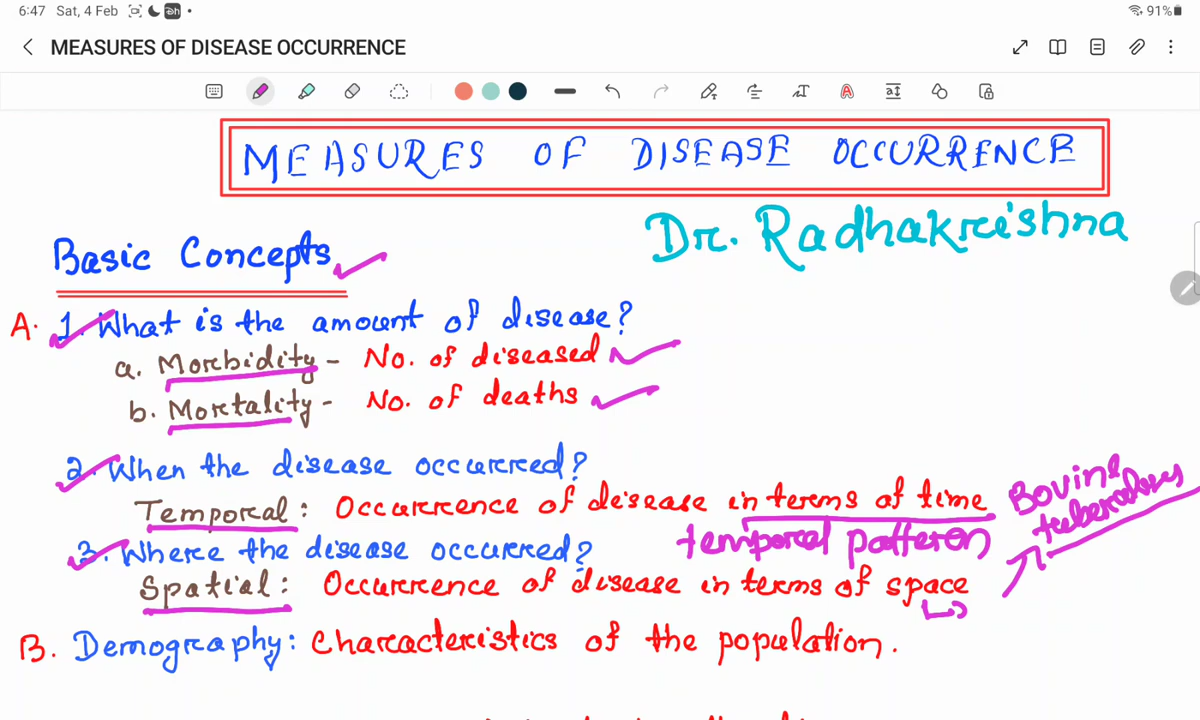 6:47 Sat, 4 Feb 91%
MEASURES OF DISEASE OCCURRENCE
MEASURES OF DISEASE OCCURRENCE
Dr. Radhakrishna
Basic Concepts
A. 1. What is the amount of disease?
a. Morbidity - No. of diseased
b. Mortality - No. of deaths
2. When the disease occurred?
Temporal: Occurrence of disease in terms of time
temporal pattern
Bovine
tuberculosis
3. Where the disease occurred?
Spatial: Occurrence of disease in terms of space
B. Demography: Characteristics of the population.